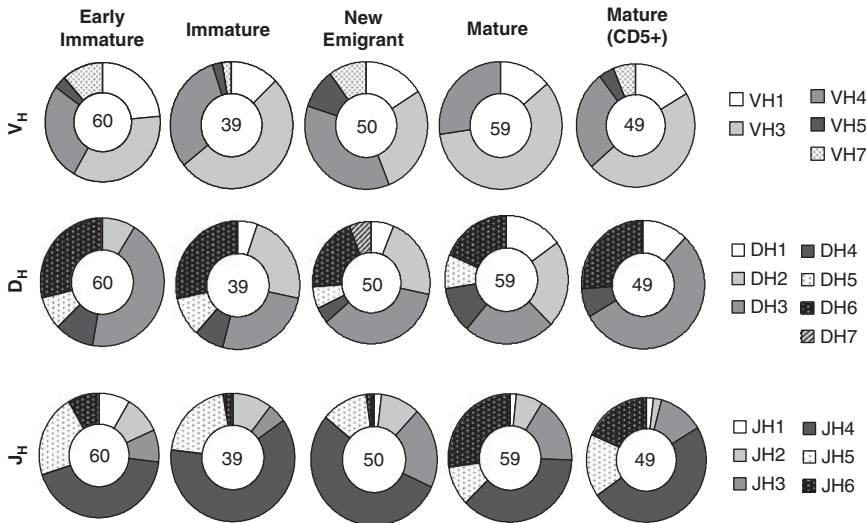 Early Immature
Immature
New Emigrant
Mature
Mature (CD5+)
VH
60
39
50
59
49
VH1
VH3
VH4
VH5
VH7
DH
60
39
50
59
49
DH1
DH2
DH3
DH4
DH5
DH6
DH7
JH
60
39
50
59
49
JH1
JH2
JH3
JH4
JH5
JH6